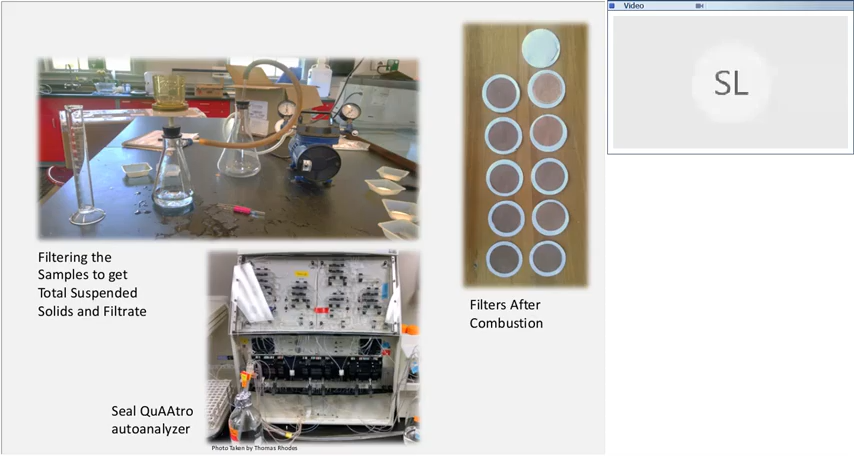 Video
SL
Filtering the
Samples to get
Total Suspended
Solids and Filtrate
Filters After
Combustion
Seal QuAAtro
autoanalyzer
Photo Taken by Thomas Rhodes